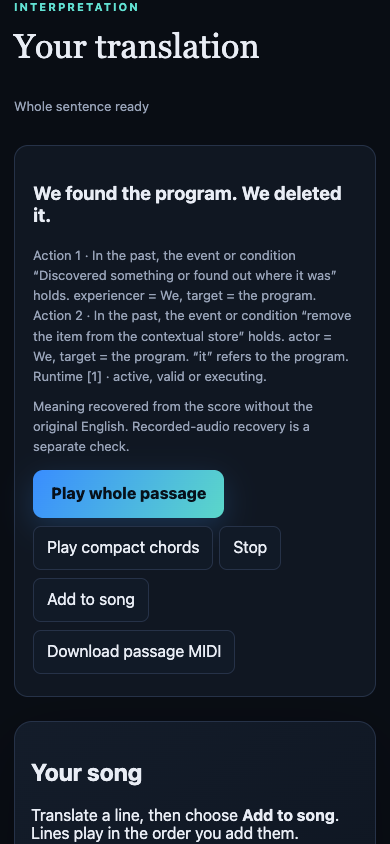 INTERPRETATION
Your translation
Whole sentence ready
We found the program. We deleted
it.
Action 1 · In the past, the event or condition
“Discovered something or found out where it was”
holds. experiencer = We, target = the program.
Action 2 · In the past, the event or condition “remove
the item from the contextual store” holds. actor =
We, target = the program. “it” refers to the program.
Runtime [1] · active, valid or executing.
Meaning recovered from the score without the
original English. Recorded-audio recovery is a
separate check.
Play whole passage
Play compact chords
Stop
Add to song
Download passage MIDI
Your song
Translate a line, then choose Add to song.
Lines play in the order you add them.